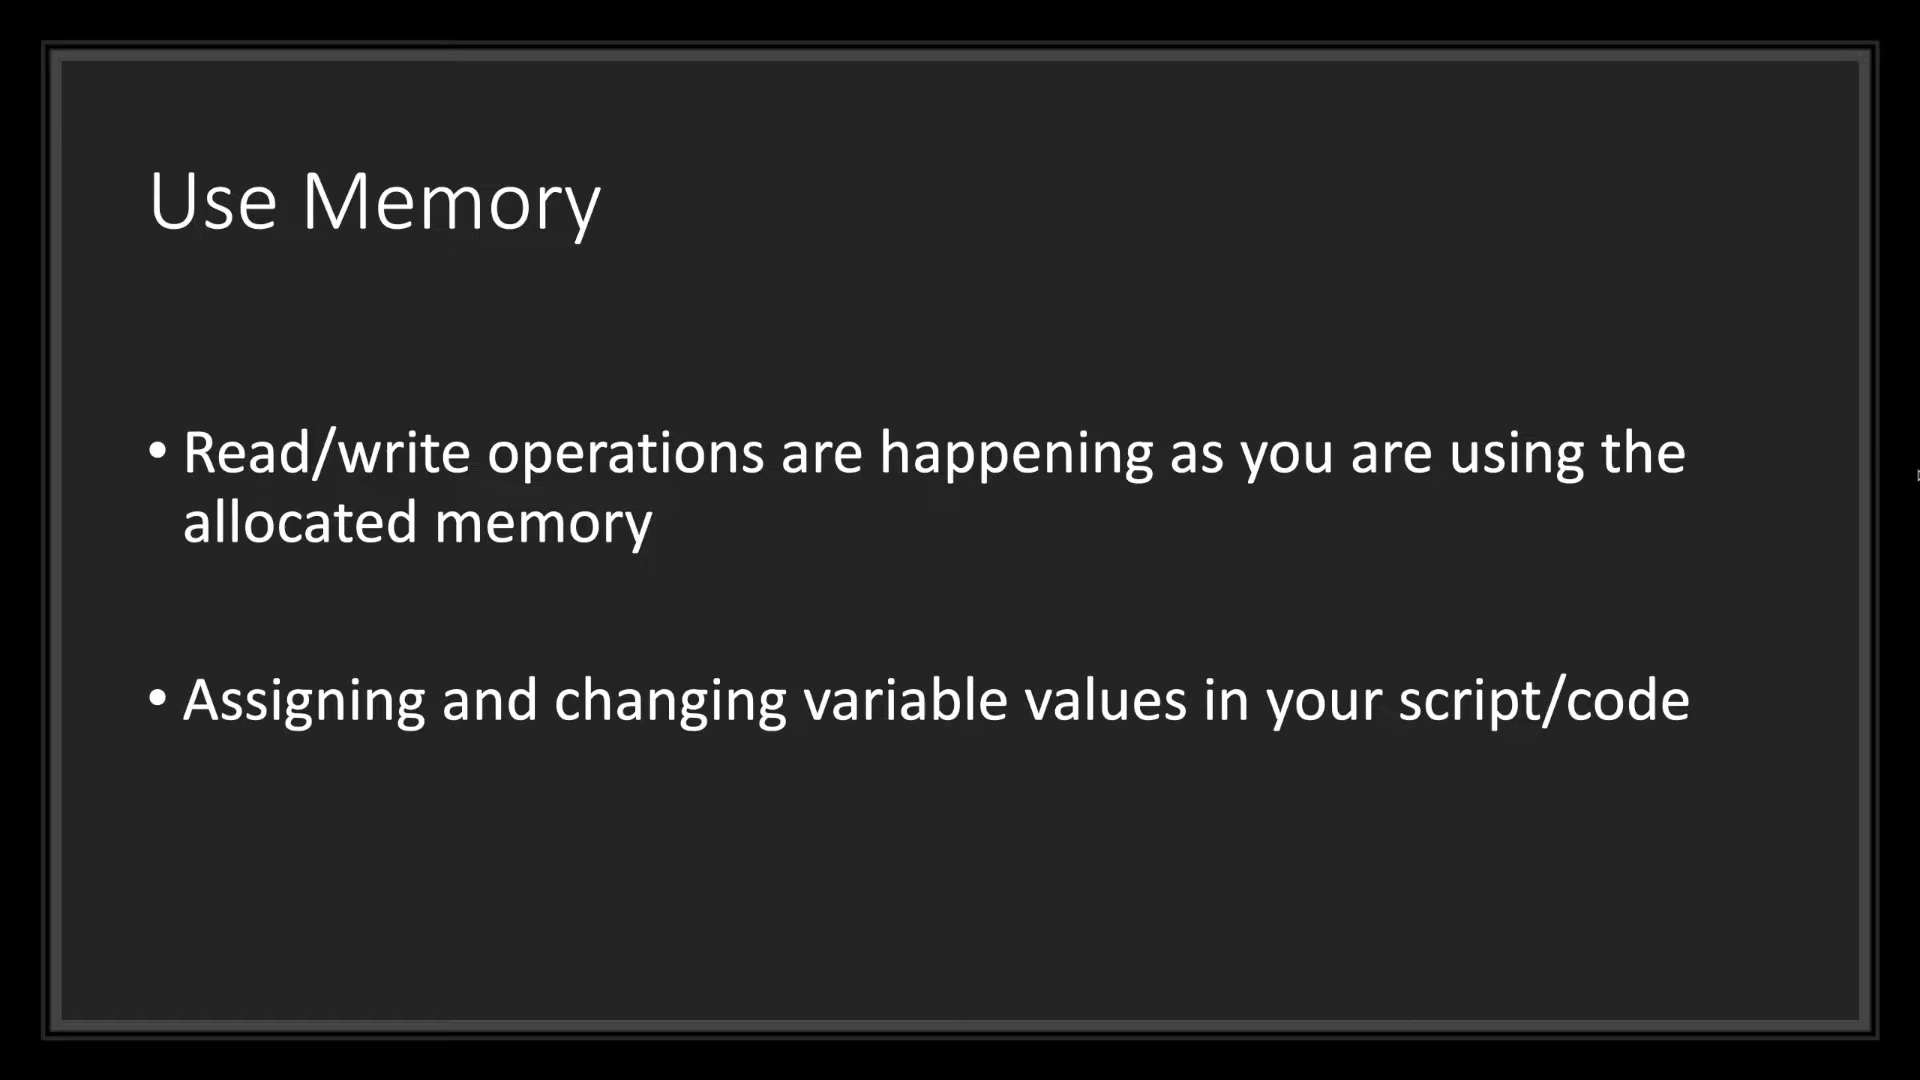 Use Memory
• Read/write operations are happening as you are using the
allocated memory
• Assigning and changing variable values in your script/code